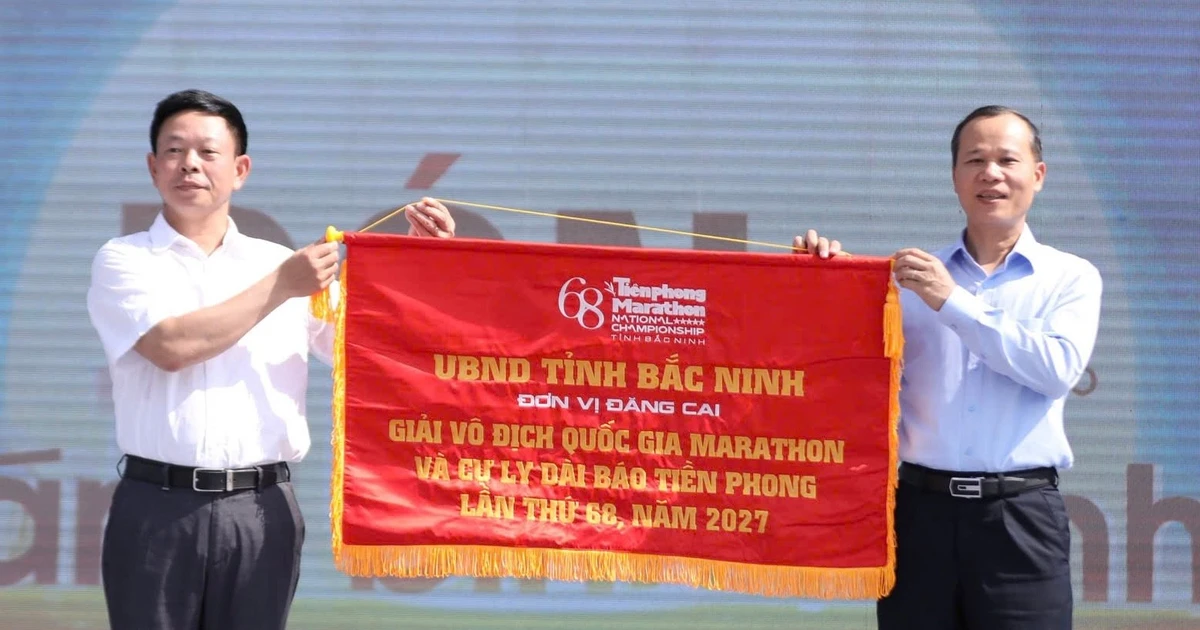 68 Tiền phong
Marathon
NATIONAL★★★★★
CHAMPIONSHIP
TỈNH BẮC NINH
UBND TỈNH BẮC NINH
ĐƠN VỊ ĐĂNG CAI
GIẢI VÔ ĐỊCH QUỐC GIA MARATHON
VÀ CỰ LY DÀI BÁO TIỀN PHONG
LẦN THỨ 68, NĂM 2027